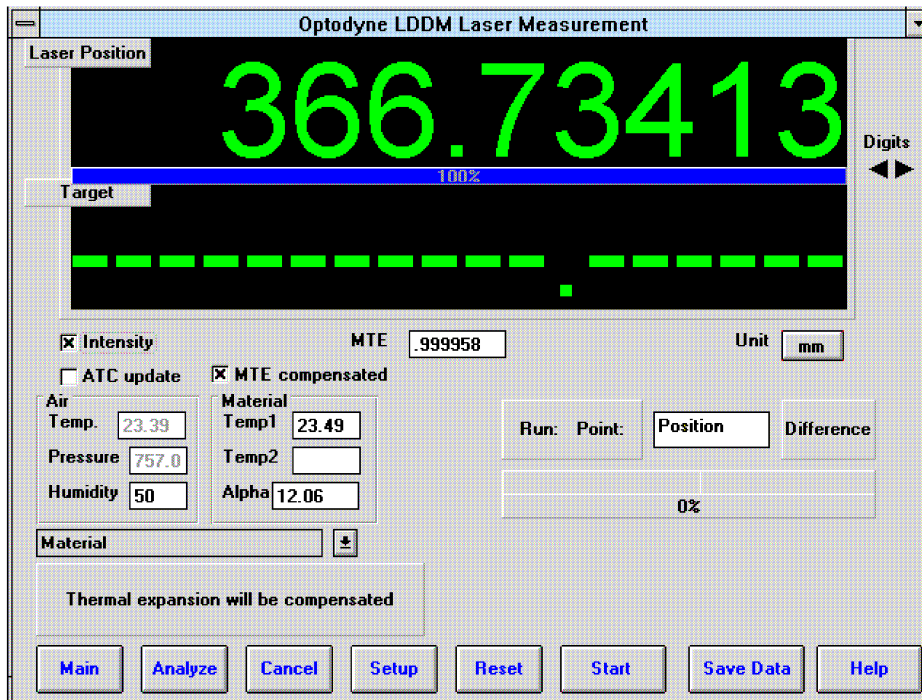 Optodyne LDDM Laser Measurement
Laser Position
366.73413
Digits
100%
Target
Intensity
MTE .999958
Unit mm
ATC update
MTE compensated
Air
Temp. 23.39
Pressure 757.0
Humidity 50
Material
Temp1 23.49
Temp2
Alpha 12.06
Run: Point: Position Difference
0%
Material
Thermal expansion will be compensated
Main Analyze Cancel Setup Reset Start Save Data Help